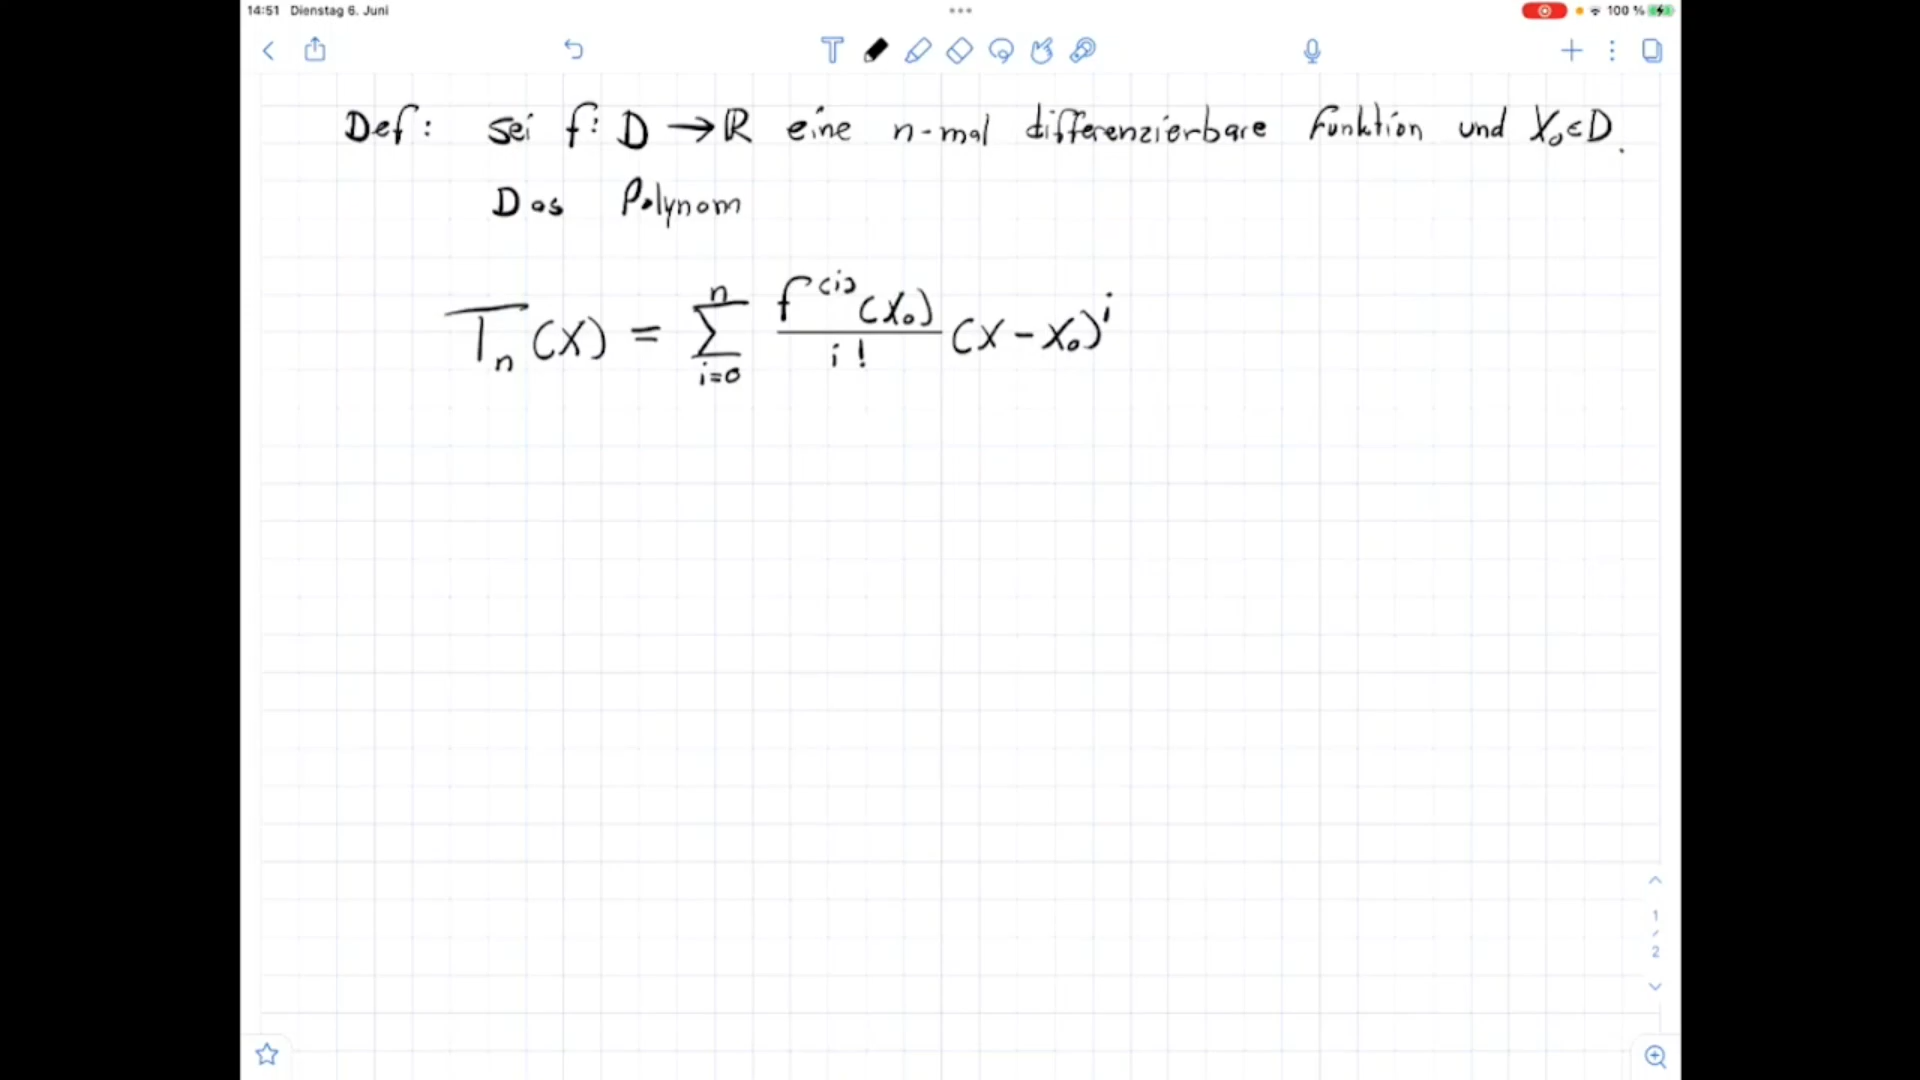 14:51 Dienstag 6. Juni
100 %
Def: Sei f: D → ℝ eine n-mal differenzierbare Funktion und X₀ ∈ D.
Das Polynom
Tₙ(X) = ∑_{i=0}^{n} f^{(i)}(X₀) / i! (X - X₀)^i
1
/
2